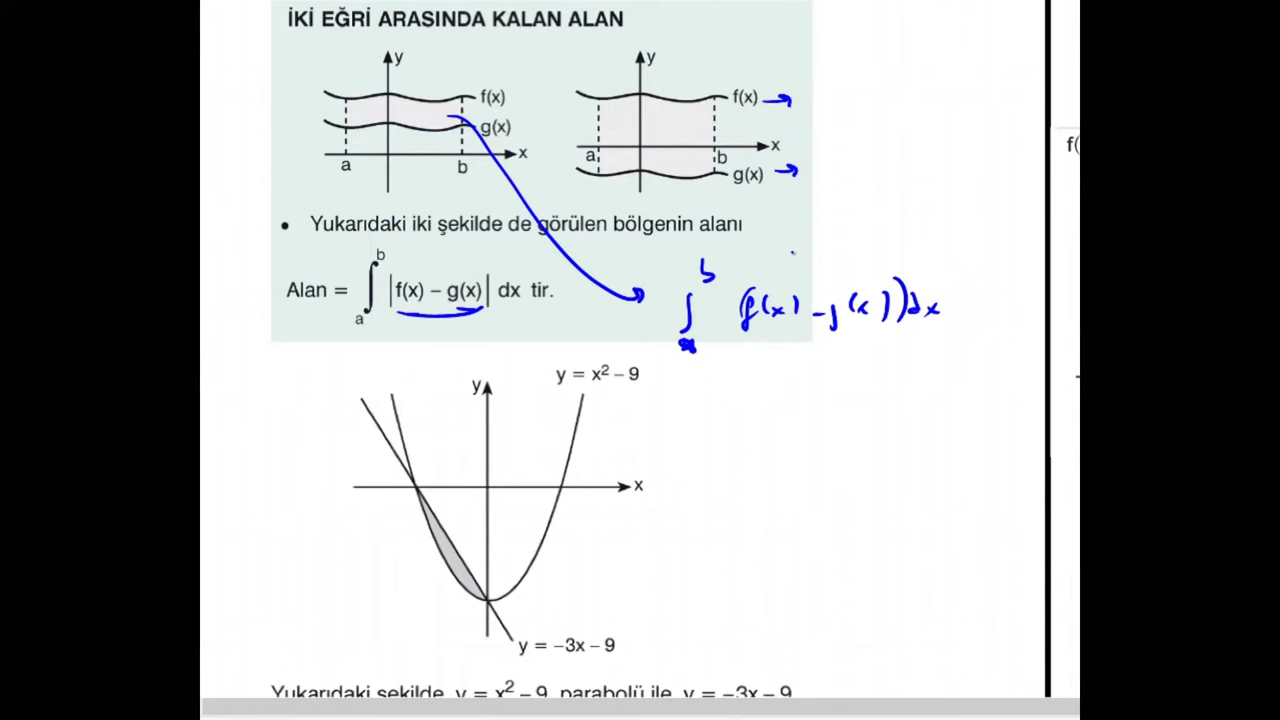 İKİ EĞRİ ARASINDA KALAN ALAN
y
f(x)
g(x)
x
a
b
y
f(x)
x
a
b
g(x)
• Yukarıdaki iki şekilde de görülen bölgenin alanı
Alan = ∫ₐᵇ |f(x) – g(x)| dx tir.
b
∫ (f(x) – g(x)) dx
a
f(
y = x² – 9
y
x
y = –3x – 9
Yukarıdaki şekilde, y = x² – 9 parabolü ile y = –3x – 9